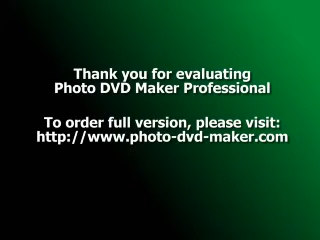 Thank you for evaluating
Photo DVD Maker Professional
To order full version, please visit:
http://www.photo-dvd-maker.com